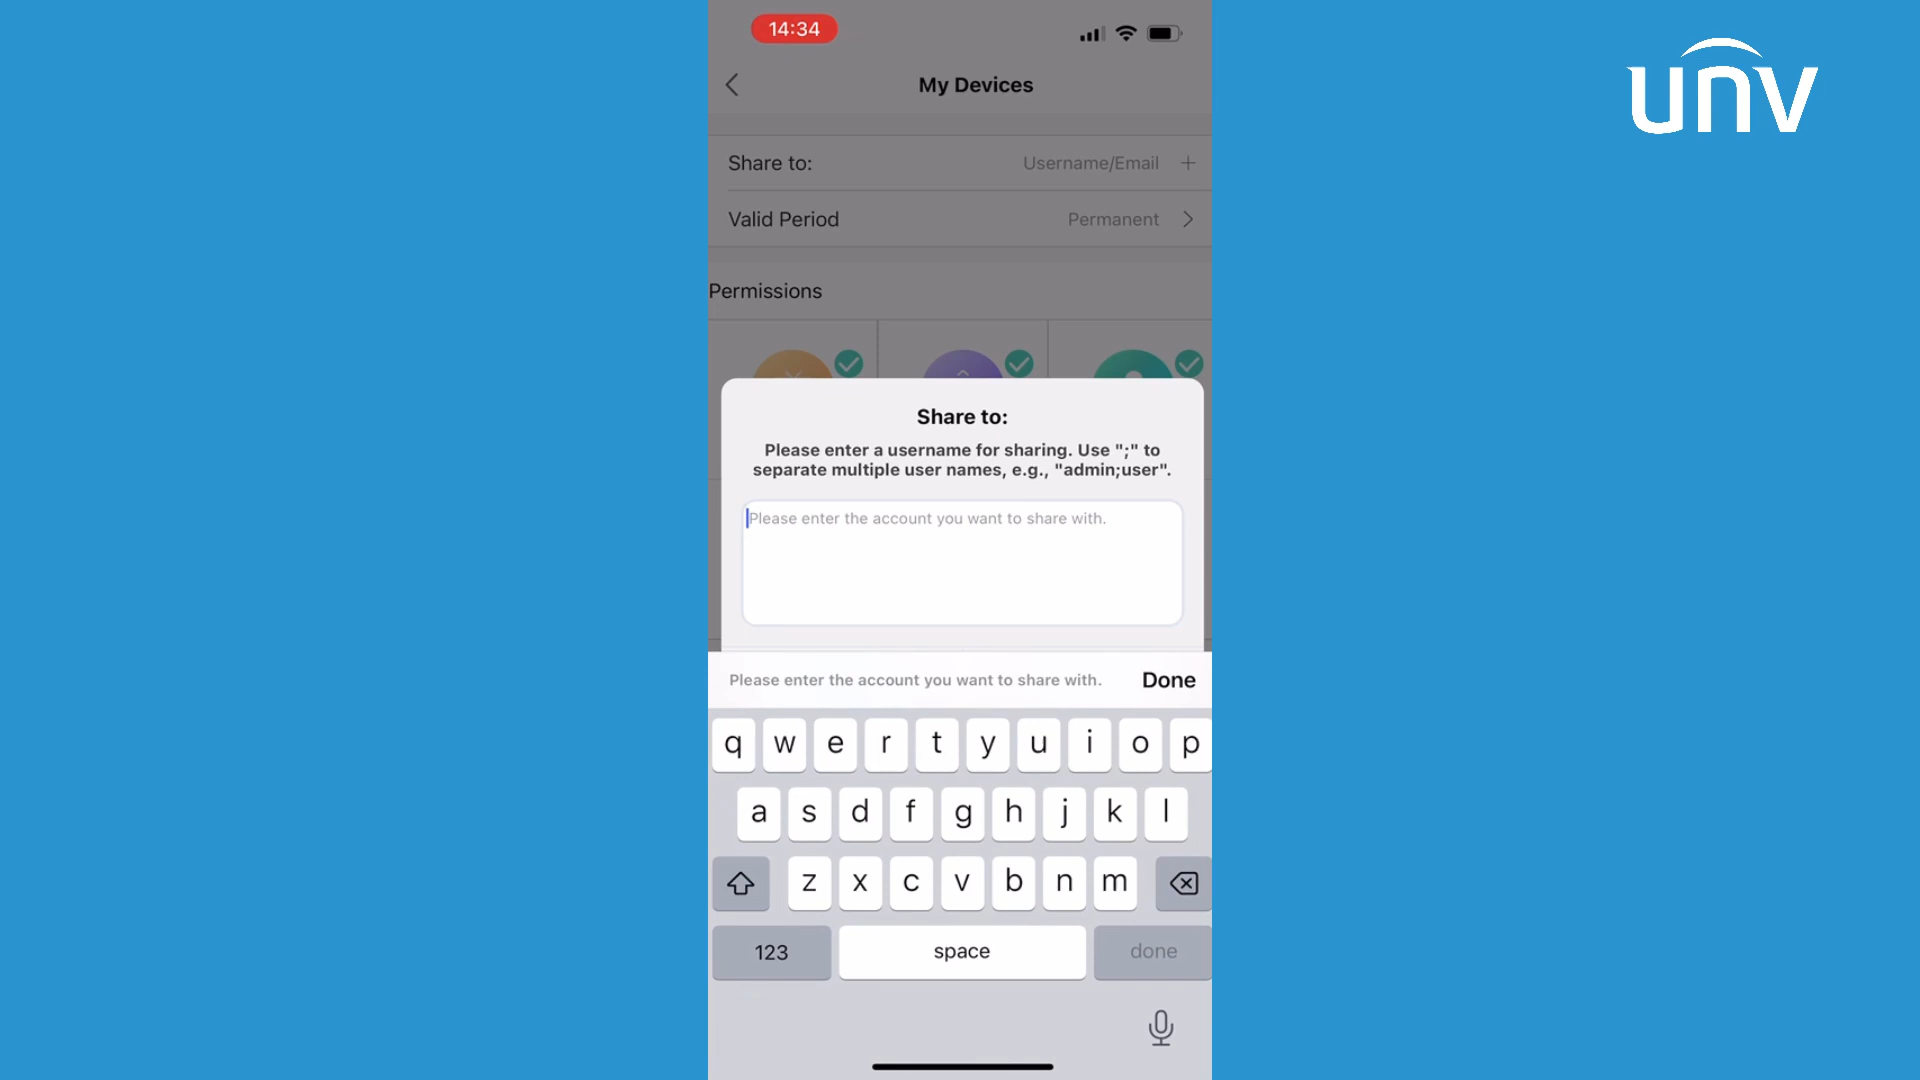 14:34
unv
My Devices
Share to:
Username/Email +
Valid Period
Permanent
Permissions
Share to:
Please enter a username for sharing. Use ";" to
separate multiple user names, e.g., "admin;user".
Please enter the account you want to share with.
Please enter the account you want to share with.
Done
q w e r t y u i o p
a s d f g h j k l
z x c v b n m
123
space
done